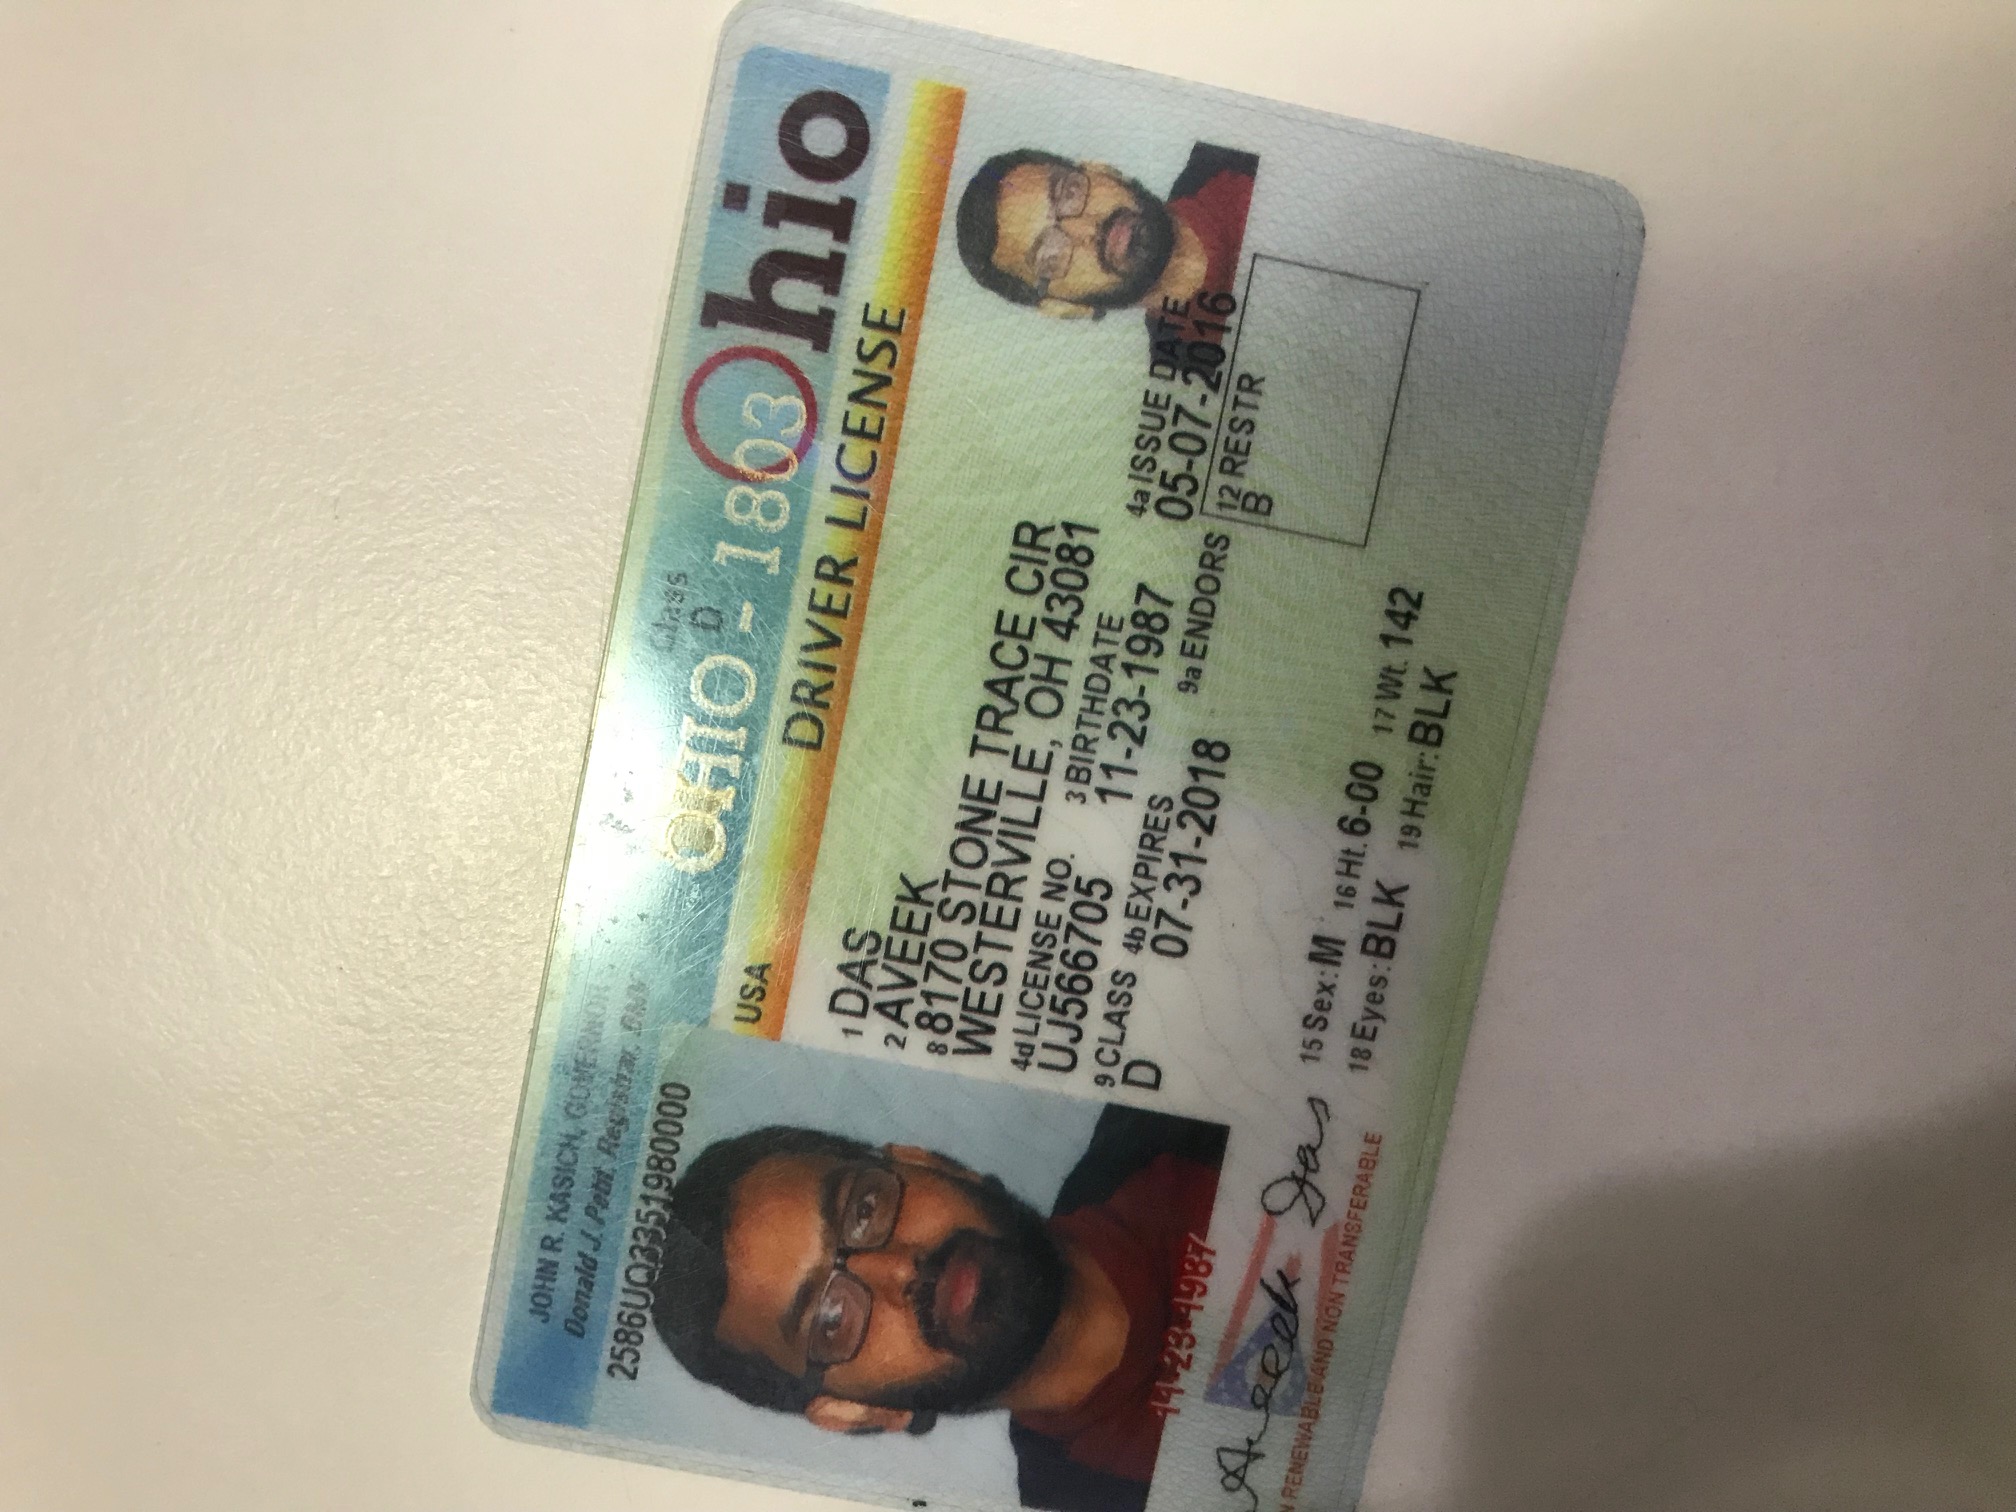 JOHN R. KASICH, GOVERNOR
Donald J. Petit, Registrar, BMV
2586UQ3351980000
Class
D
OHIO - 1803
Ohio
USA
DRIVER LICENSE
1 DAS
2 AVEEK
8 8170 STONE TRACE CIR
WESTERVILLE, OH 43081
4d LICENSE NO.
UJ566705
3 BIRTHDATE
11-23-1987
4a ISSUE DATE
05-07-2016
9 CLASS
D
4b EXPIRES
07-31-2018
9a ENDORS
12 RESTR
B
11-23-1987
Aveek Das
RENEWABLE AND NON TRANSFERABLE
15 Sex: M 16 Ht. 6-00 17 Wt. 142
18 Eyes: BLK 19 Hair: BLK